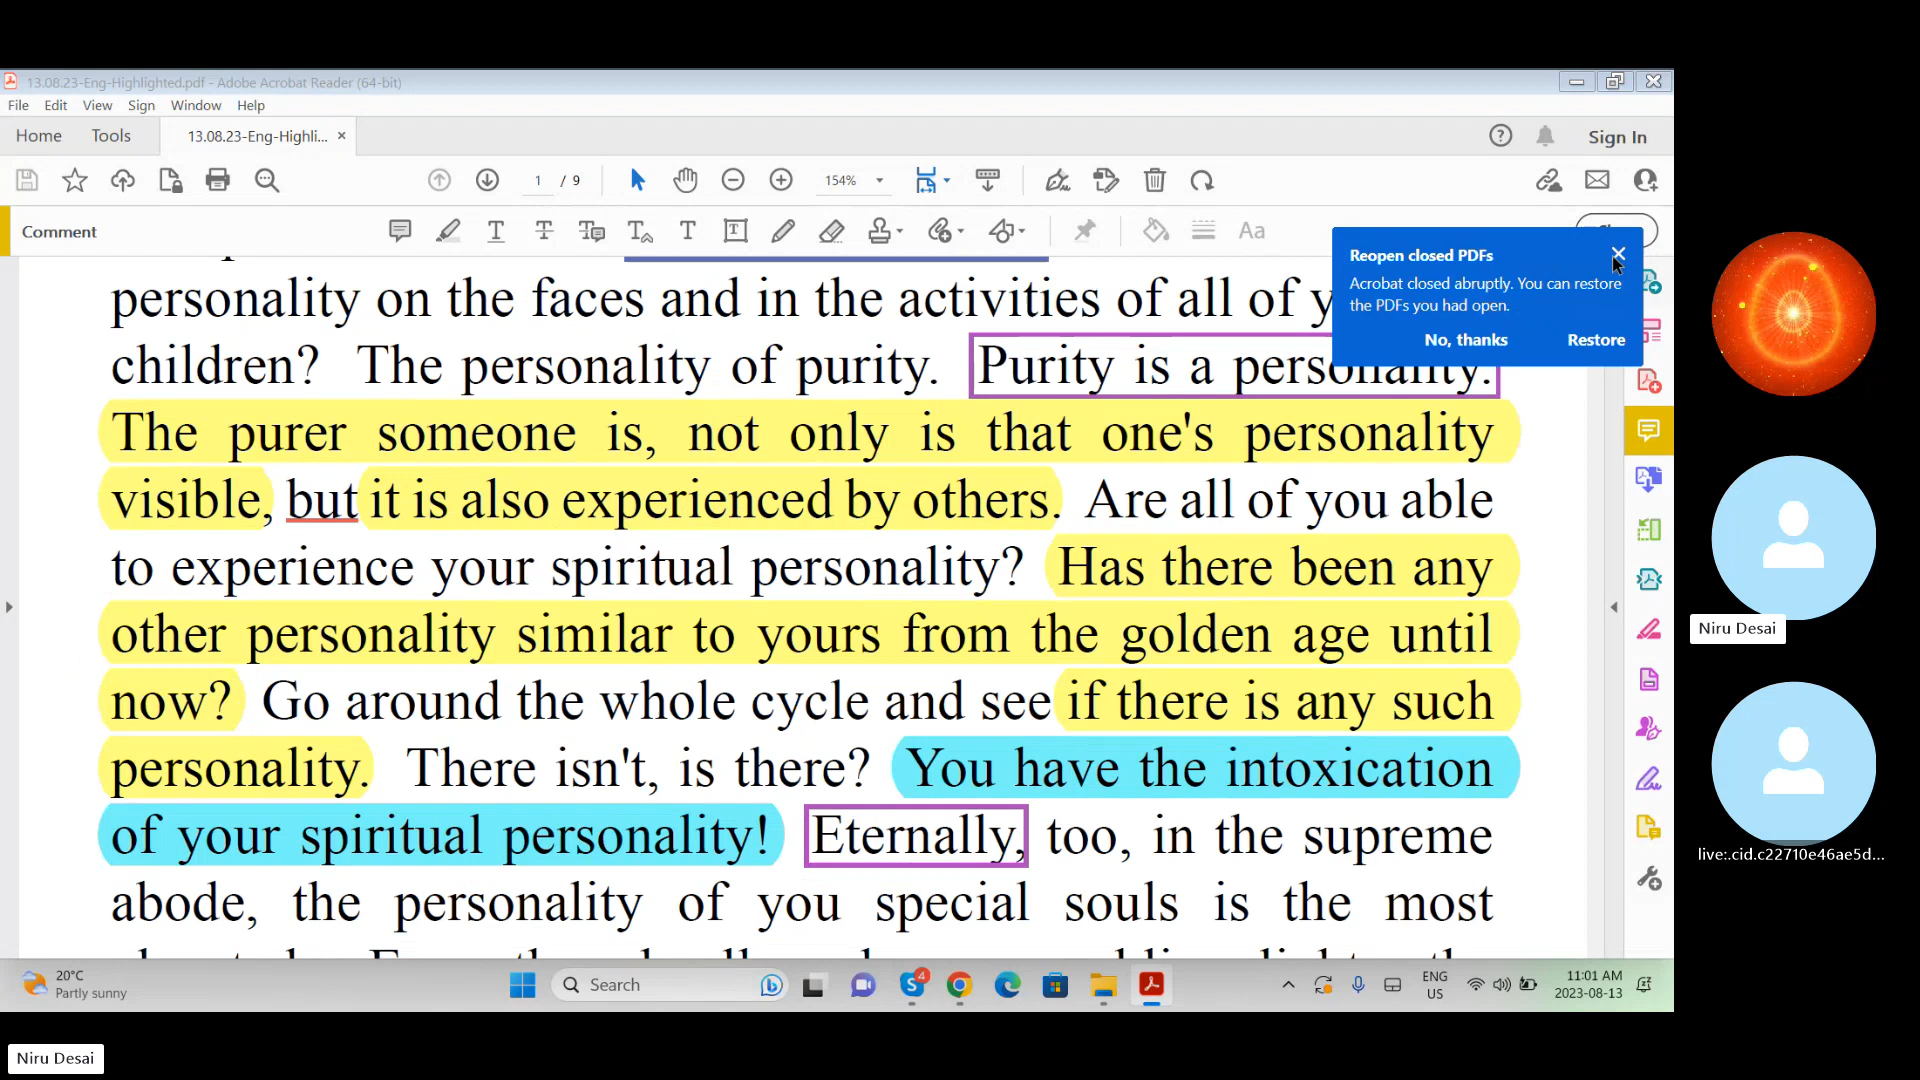 13.08.23-Eng-Highlighted.pdf - Adobe Acrobat Reader (64-bit)
File Edit View Sign Window Help
Home Tools 13.08.23-Eng-Highli... Sign In
1 / 9 154%
Comment
Aa
Reopen closed PDFs
Acrobat closed abruptly. You can restore
the PDFs you had open.
No, thanks Restore
personality on the faces and in the activities of all of
children? The personality of purity. Purity is a personality.
The purer someone is, not only is that one's personality
visible, but it is also experienced by others. Are all of you able
to experience your spiritual personality? Has there been any
other personality similar to yours from the golden age until
now? Go around the whole cycle and see if there is any such
personality. There isn't, is there? You have the intoxication
of your spiritual personality! Eternally, too, in the supreme
abode, the personality of you special souls is the most
20°C
Partly sunny
Search
4
ENG
US
11:01 AM
2023-08-13
Niru Desai
live:.cid.c22710e46ae5d...
Niru Desai